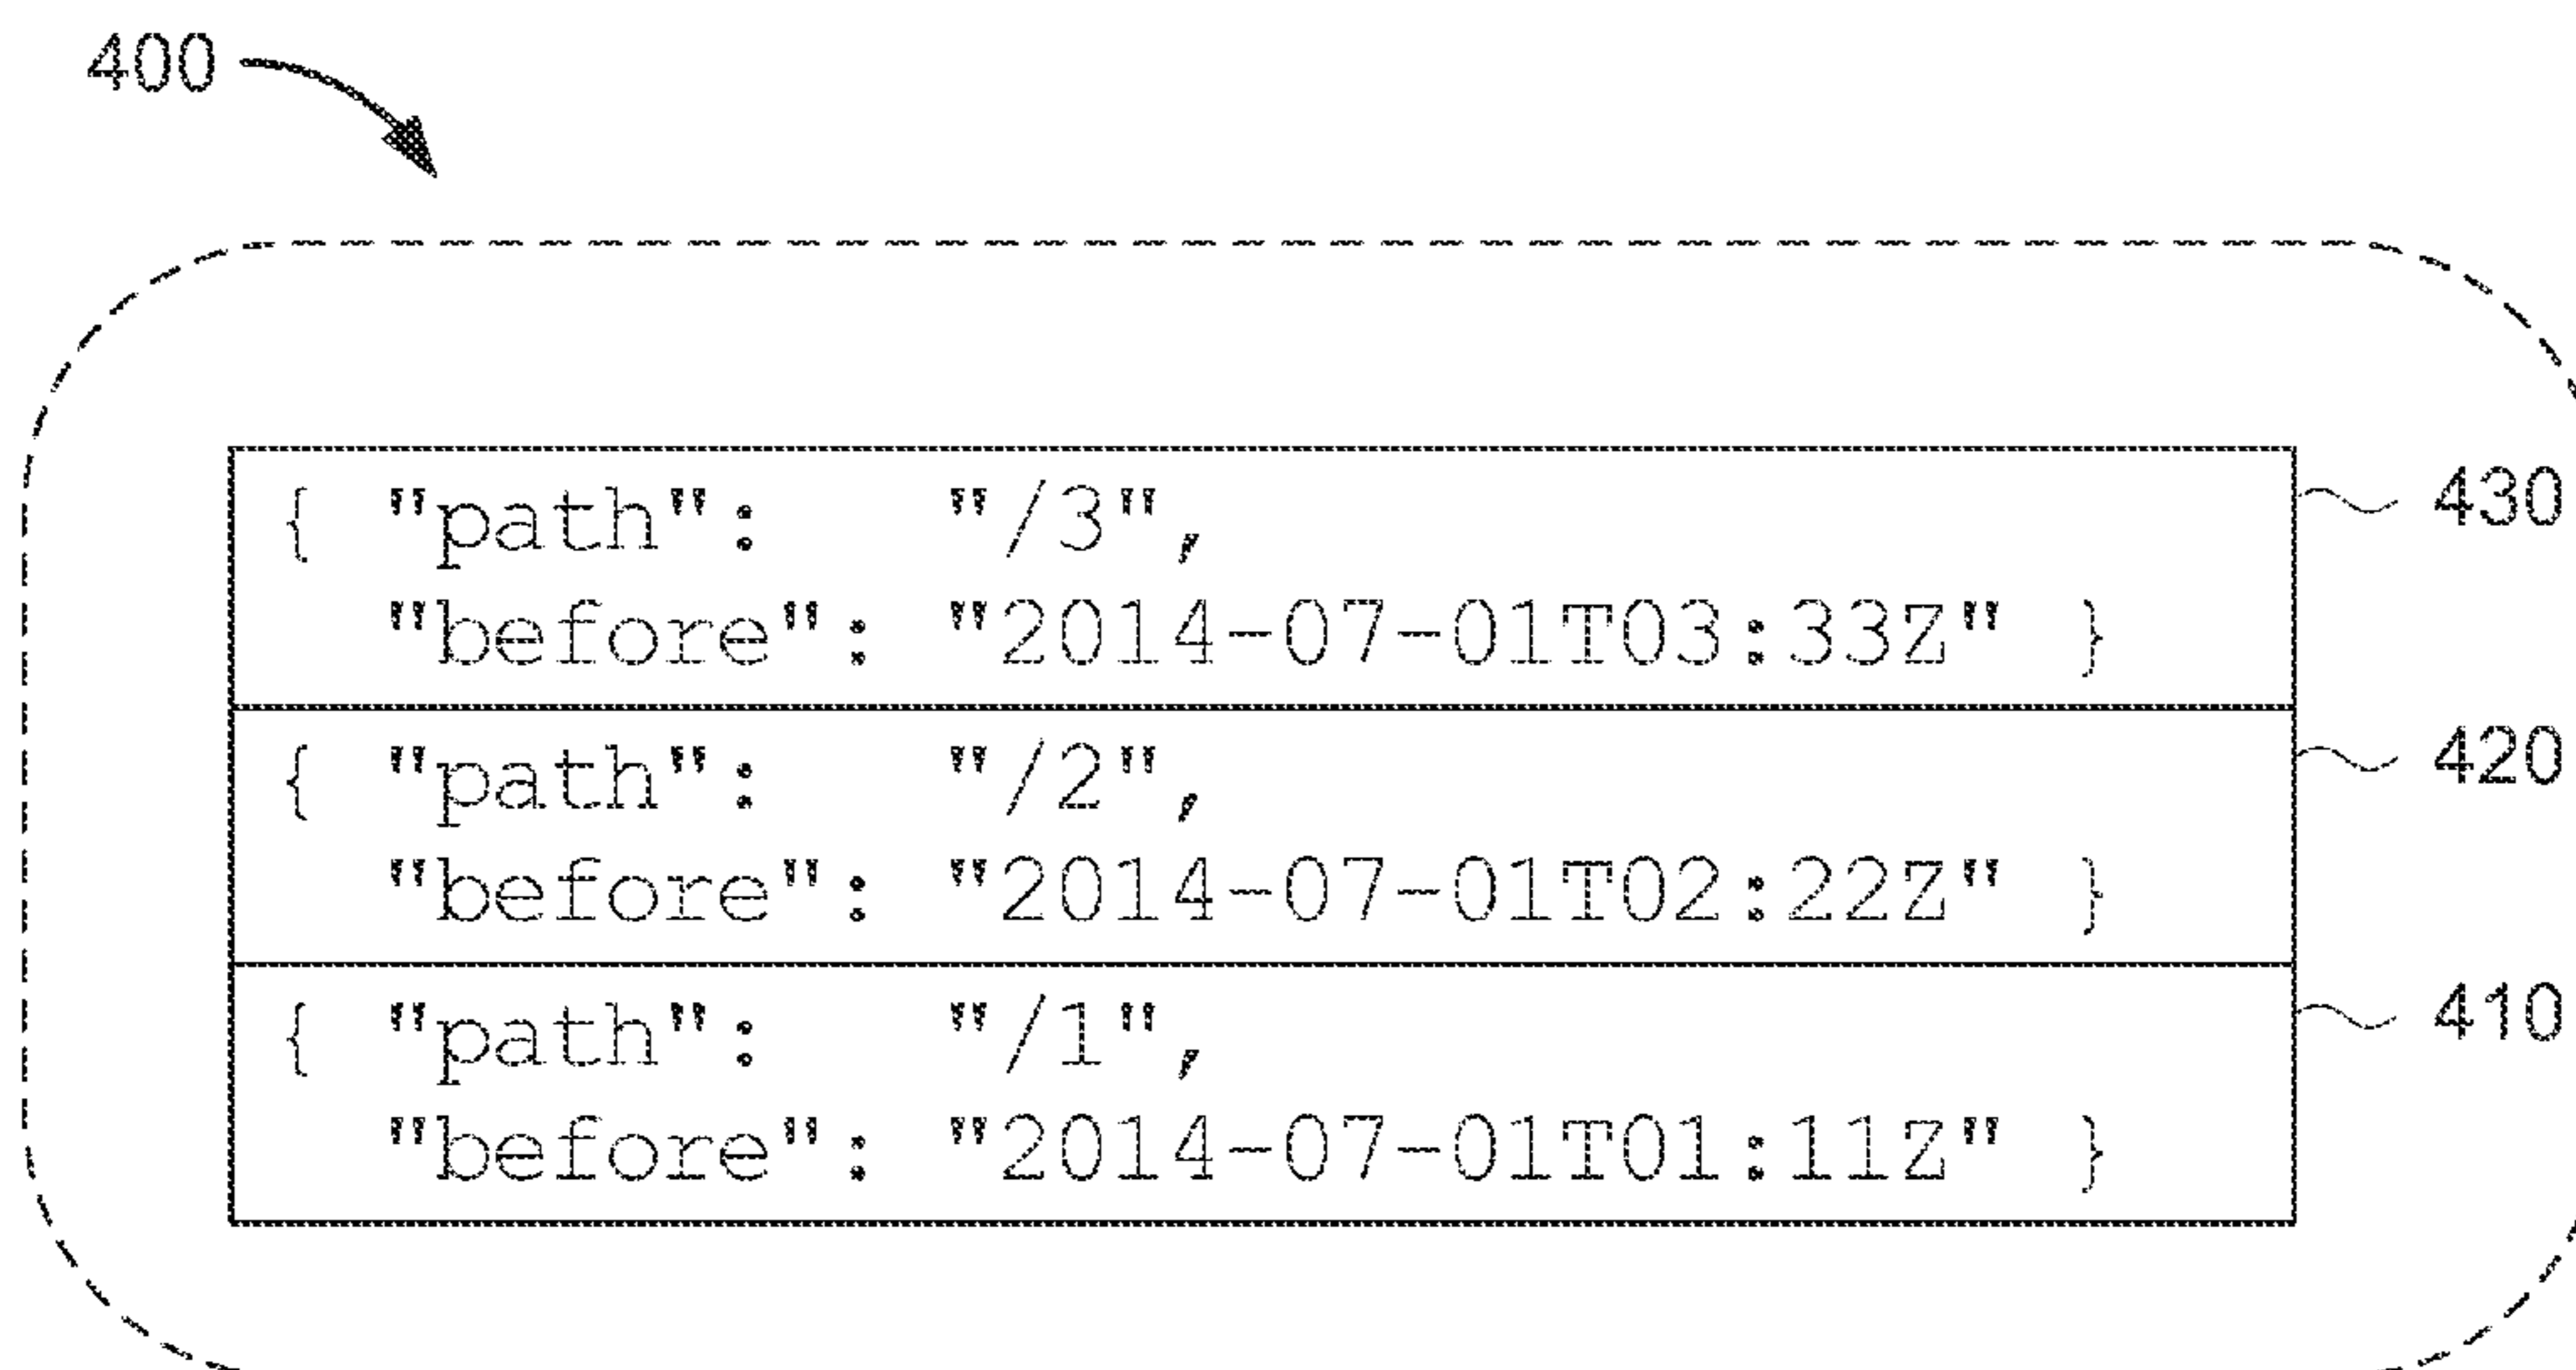 400
{ "path": "/3", 430
"before": "2014-07-01T03:33Z" }
{ "path": "/2", 420
"before": "2014-07-01T02:22Z" }
{ "path": "/1", 410
"before": "2014-07-01T01:11Z" }